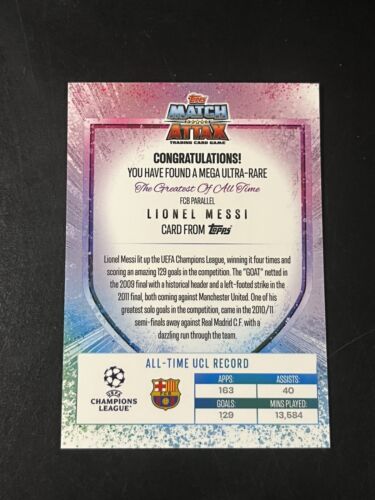 Topps
MATCH
ATTAX
TRADING CARD GAME
CONGRATULATIONS!
YOU HAVE FOUND A MEGA ULTRA-RARE
The Greatest Of All Time
FCB PARALLEL
LIONEL MESSI
CARD FROM Topps
Lionel Messi lit up the UEFA Champions League, winning it four times and
scoring an amazing 129 goals in the competition. The "GOAT" netted in
the 2009 final with a historical header and a left-footed strike in the
2011 final, both coming against Manchester United. One of his
greatest solo goals in the competition, came in the 2010/11
semi-finals away against Real Madrid C.F. with a
dazzling run through the team.
ALL-TIME UCL RECORD
APPS: ASSISTS:
163 40
GOALS: MINS PLAYED:
129 13,584
UEFA
CHAMPIONS
LEAGUE
FCB